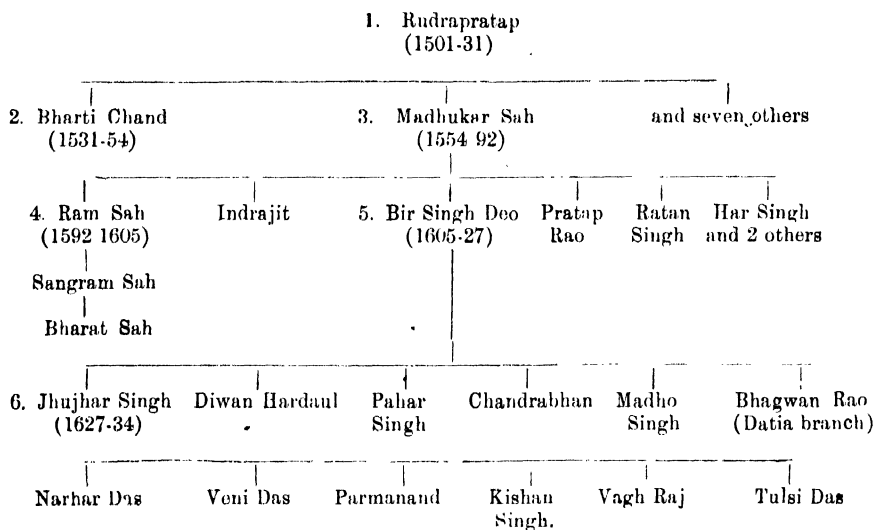 1. Rudrapratap
(1501-31)
2. Bharti Chand 3. Madhukar Sah and seven others
(1531-54) (1554 92)
4. Ram Sah Indrajit 5. Bir Singh Deo Pratap Ratan Har Singh
(1592 1605) (1605-27) Rao Singh and 2 others
Sangram Sah
Bharat Sah
6. Jhujhar Singh Diwan Hardaul Pahar Chandrabhan Madho Bhagwan Rao
(1627-34) Singh Singh (Datia branch)
Narhar Das Veni Das Parmanand Kishan Vagh Raj Tulsi Das
Singh.